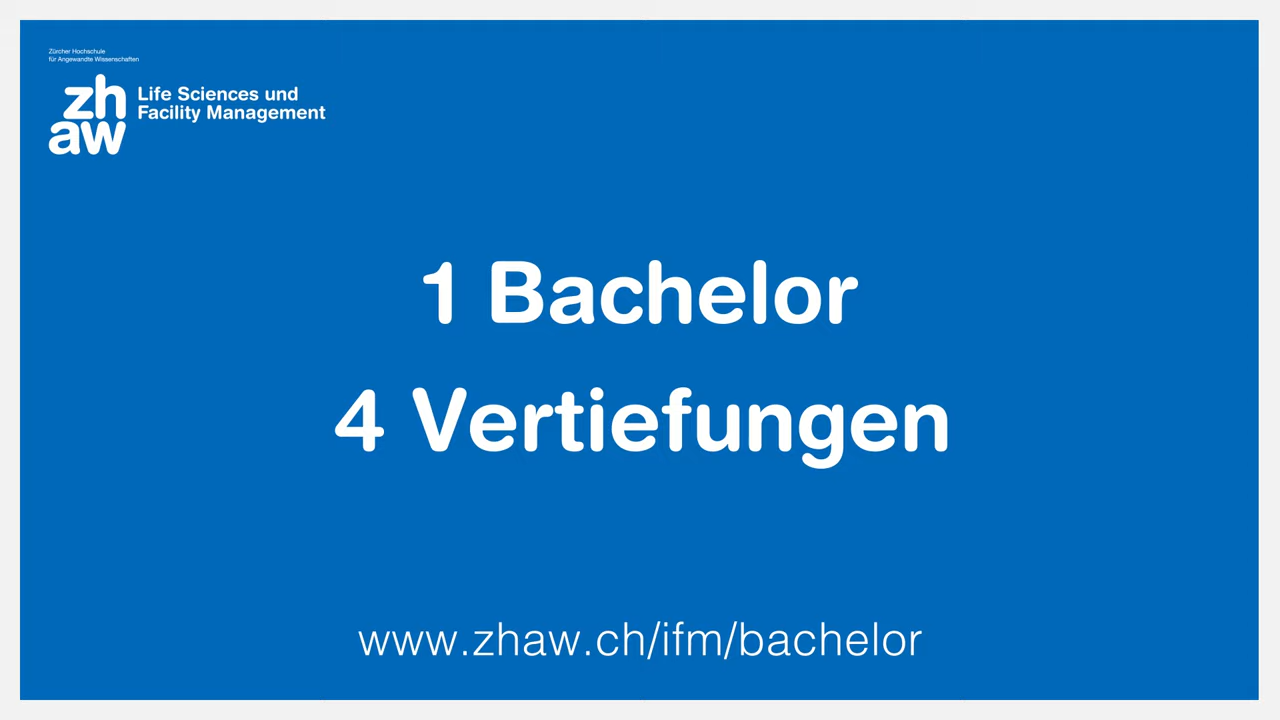 Zürcher Hochschule
für Angewandte Wissenschaften
zh
aw
Life Sciences und
Facility Management
1 Bachelor
4 Vertiefungen
www.zhaw.ch/ifm/bachelor